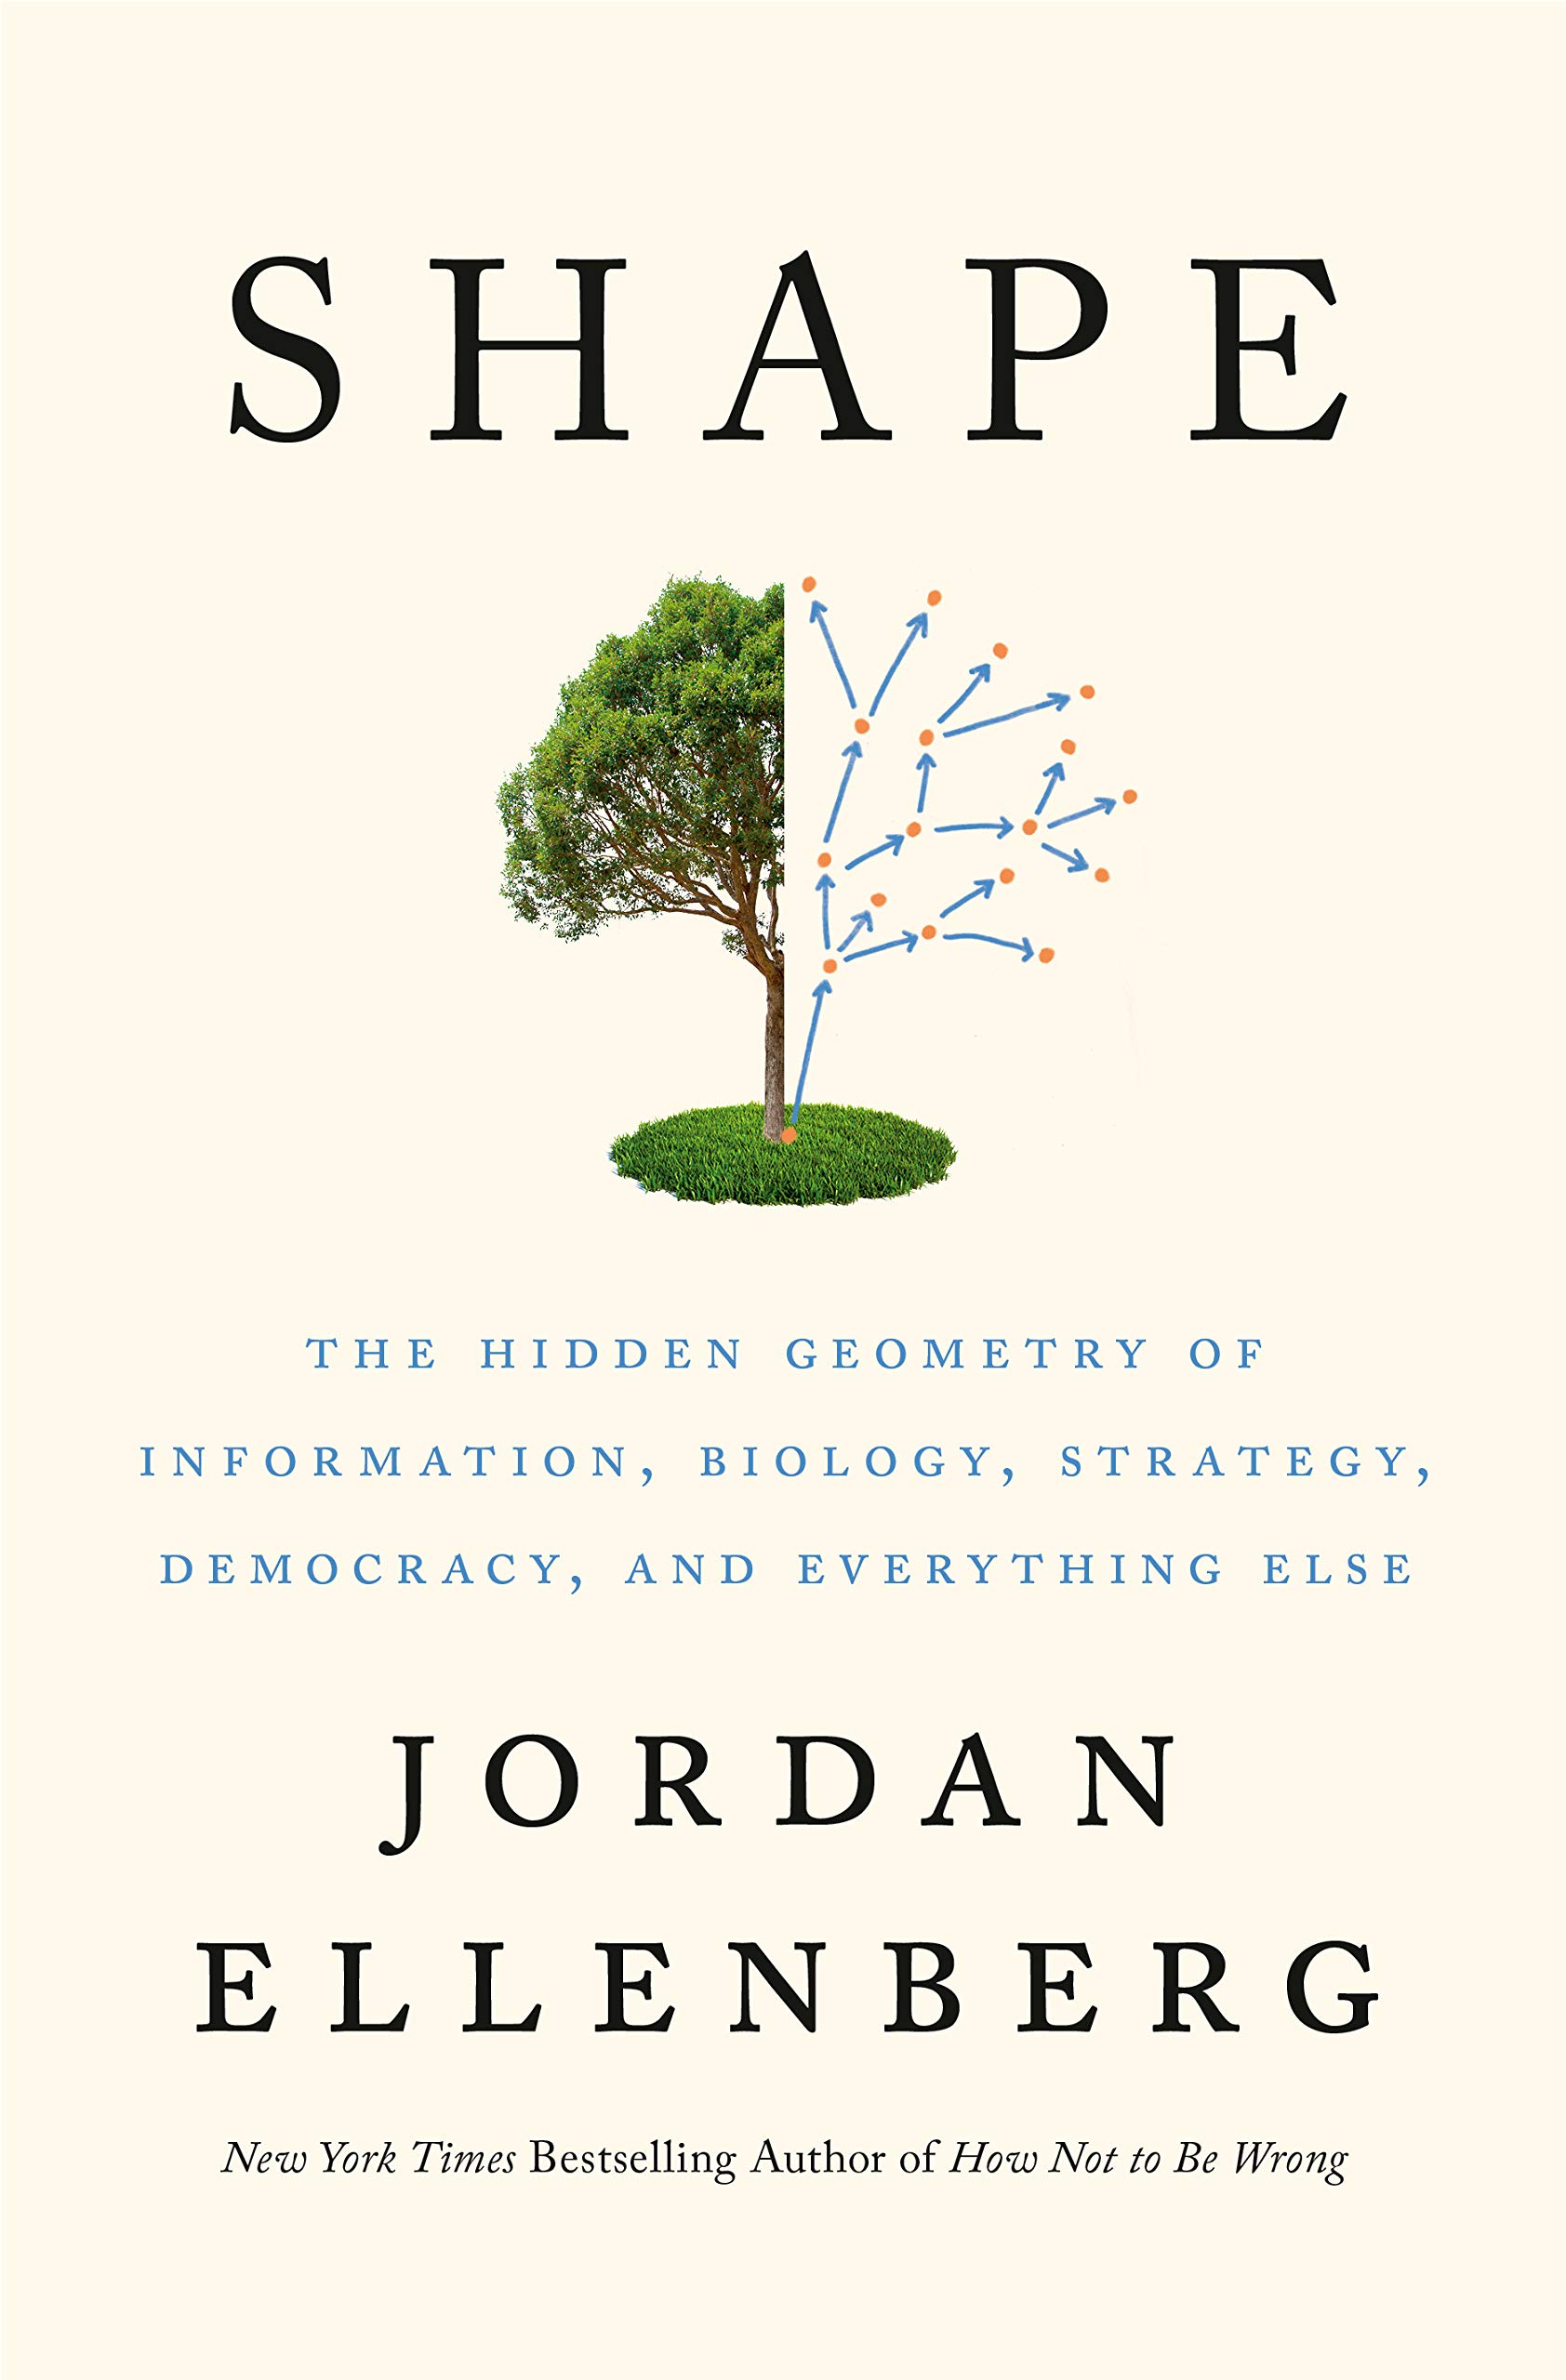 SHAPE
THE HIDDEN GEOMETRY OF
INFORMATION, BIOLOGY, STRATEGY,
DEMOCRACY, AND EVERYTHING ELSE
JORDAN
ELLENBERG
New York Times Bestselling Author of How Not to Be Wrong